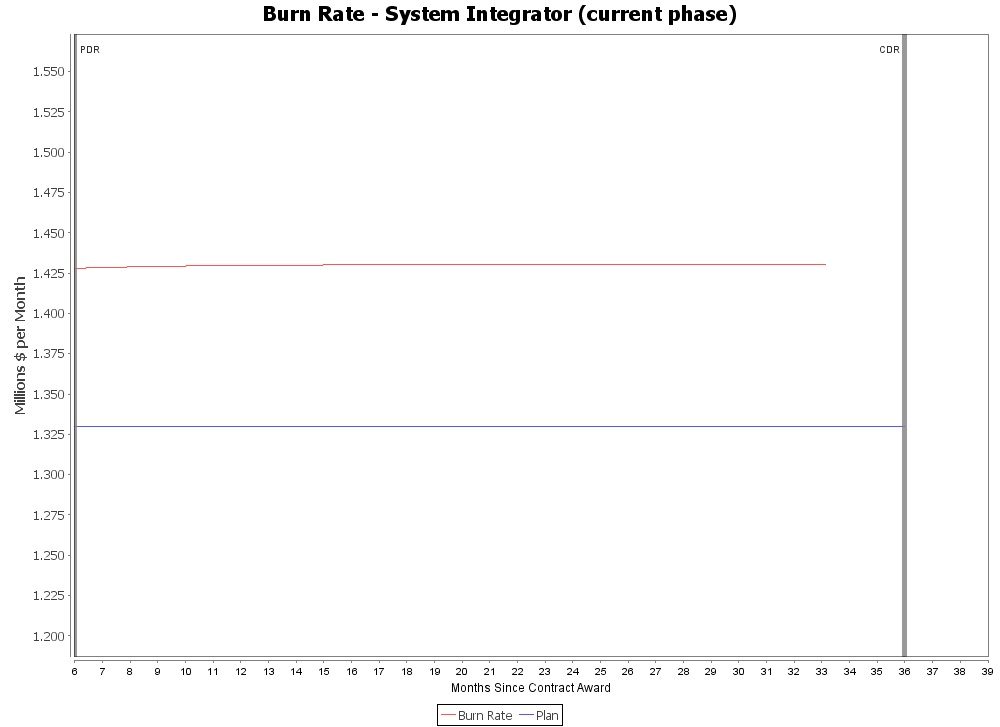 Burn Rate - System Integrator (current phase)
PDR
CDR
1.550
1.525
1.500
1.475
1.450
1.425
1.400
1.375
1.350
1.325
1.300
1.275
1.250
1.225
1.200
Millions $ per Month
6 7 8 9 10 11 12 13 14 15 16 17 18 19 20 21 22 23 24 25 26 27 28 29 30 31 32 33 34 35 36 37 38 39
Months Since Contract Award
Burn Rate Plan